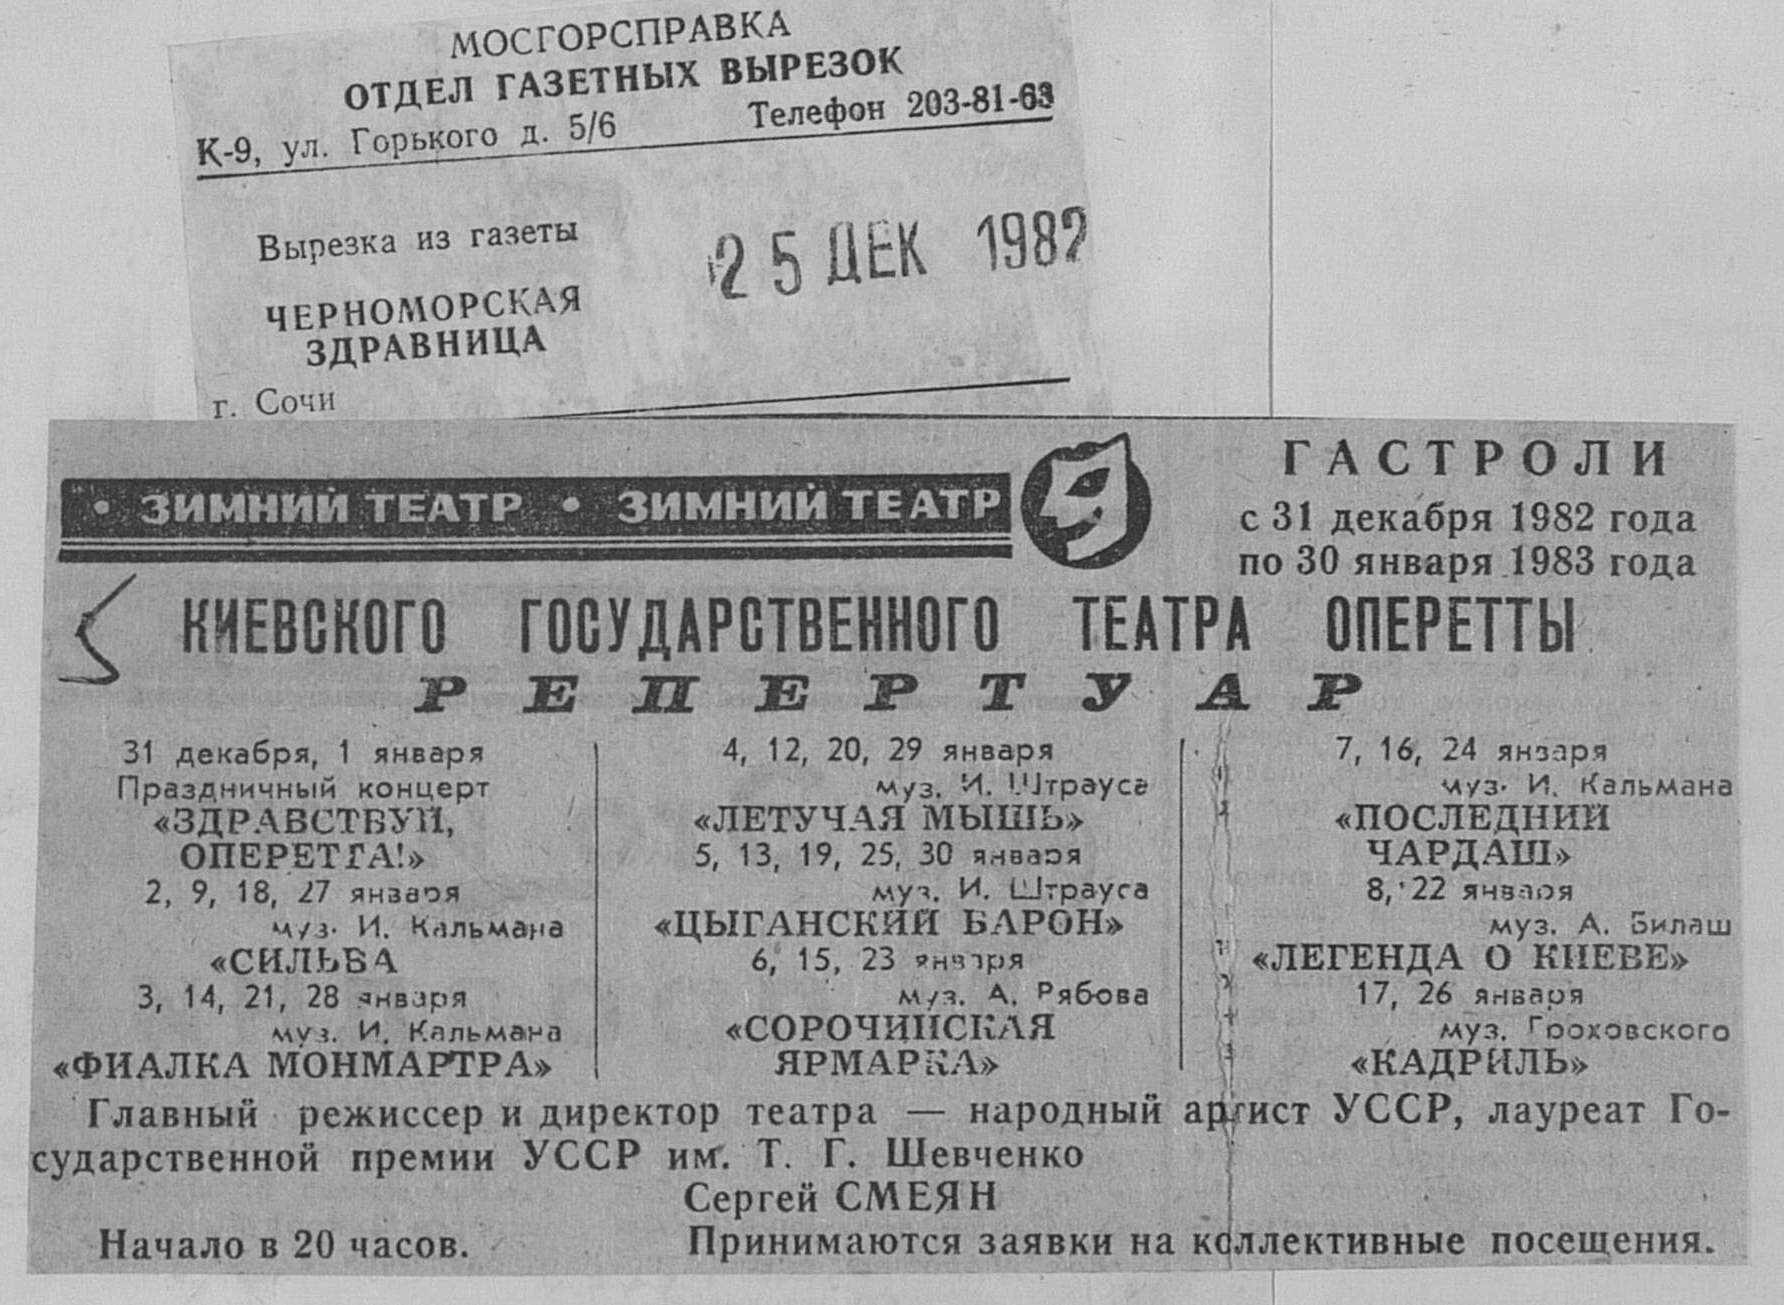 МОСГОРСПРАВКА
ОТДЕЛ ГАЗЕТНЫХ ВЫРЕЗОК
К-9, ул. Горького д. 5/6 Телефон 203-81-63
Вырезка из газеты
25 ДЕК 1982
ЧЕРНОМОРСКАЯ
ЗДРАВНИЦА
г. Сочи
• ЗИМНИЙ ТЕАТР • ЗИМНИЙ ТЕАТР
ГАСТРОЛИ
с 31 декабря 1982 года
по 30 января 1983 года
КИЕВСКОГО ГОСУДАРСТВЕННОГО ТЕАТРА ОПЕРЕТТЫ
РЕПЕРТУАР
31 декабря, 1 января
Праздничный концерт
«ЗДРАВСТВУЙ,
ОПЕРЕТТА!»
2, 9, 18, 27 января
муз. И. Кальмана
«СИЛЬВА
3, 14, 21, 28 января
муз. И. Кальмана
«ФИАЛКА МОНМАРТРА»
4, 12, 20, 29 января
муз. И. Штрауса
«ЛЕТУЧАЯ МЫШЬ»
5, 13, 19, 25, 30 января
муз. И. Штрауса
«ЦЫГАНСКИЙ БАРОН»
6, 15, 23 января
муз. А. Рябова
«СОРОЧИНСКАЯ
ЯРМАРКА»
7, 16, 24 января
муз. И. Кальмана
«ПОСЛЕДНИЙ
ЧАРДАШ»
8, 22 января
муз. А. Билаш
«ЛЕГЕНДА О КИЕВЕ»
17, 26 января
муз. Гроховского
«КАДРИЛЬ»
Главный режиссер и директор театра — народный артист УССР, лауреат Го-
сударственной премии УССР им. Т. Г. Шевченко
Сергей СМЕЯН
Начало в 20 часов. Принимаются заявки на коллективные посещения.